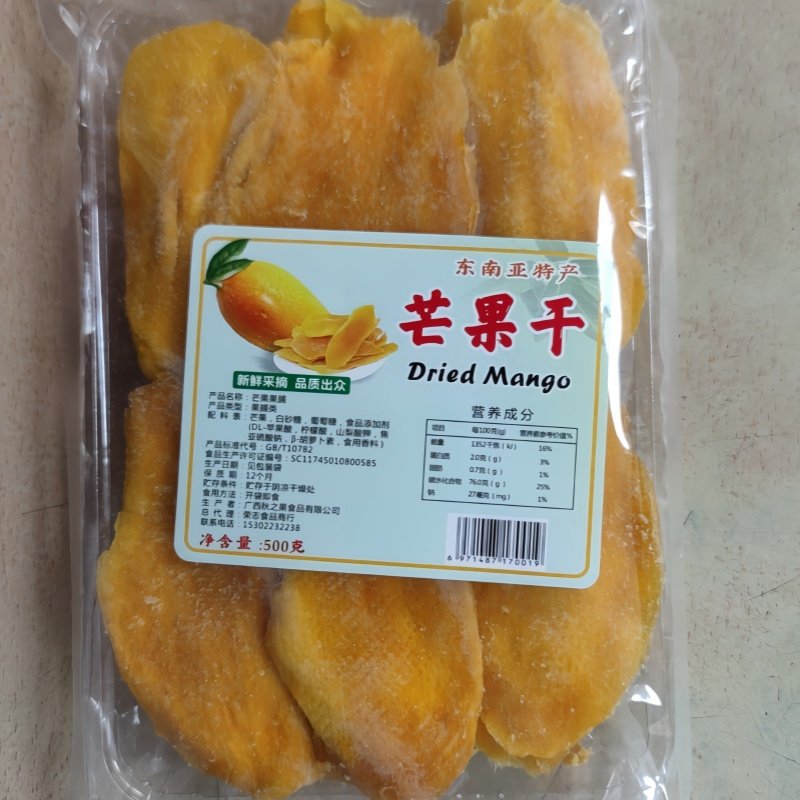 东南亚特产
芒果干
Dried Mango
新鲜采摘 品质出众
产品名称：芒果果脯
产品类型：果脯类
配 料 表：芒果，白砂糖，葡萄糖，食品添加剂
(DL-苹果酸，柠檬酸，山梨酸钾，焦
亚硫酸钠，β-胡萝卜素，食用香料)
产品标准代号：GB/T10782
食品生产许可证编号：SC11745010800585
生产日期：见包装袋
保 质 期：12个月
贮存条件：贮存于阴凉干燥处
食用方法：开袋即食
生 产 者：广西秋之果食品有限公司
总 代 理：荣志食品商行
联系电话：15302232238
净含量 :500克
营养成分
项目 每100克(g) 营养素参考价值%
能量 1352千焦（kJ） 16%
蛋白质 2.0克（g） 3%
脂肪 0.7克（g） 1%
碳水化合物 76.0克（g） 25%
钠 27毫克（mg） 1%
6 971487 170019